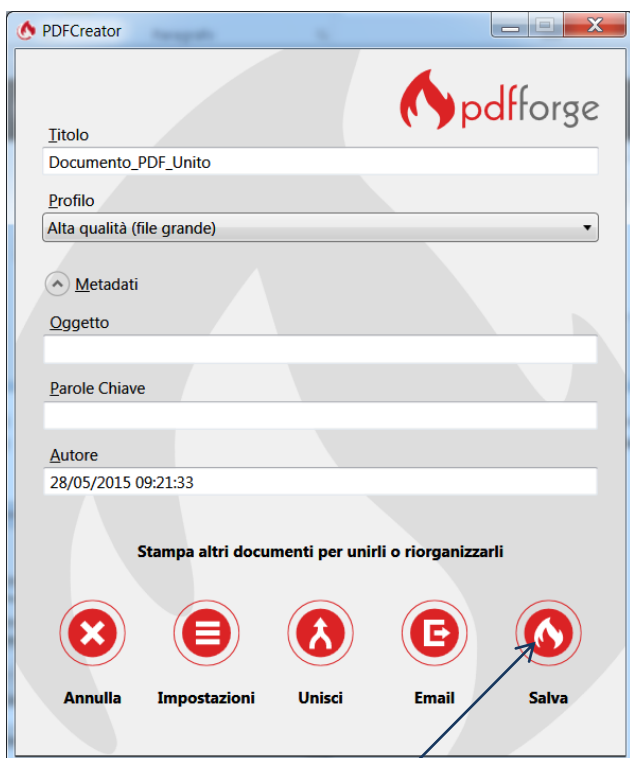 PDFCreator
pdfforge
Titolo
Documento_PDF_Unito
Profilo
Alta qualità (file grande)
Metadati
Oggetto
Parole Chiave
Autore
28/05/2015 09:21:33
Stampa altri documenti per unirli o riorganizzarli
Annulla Impostazioni Unisci Email Salva